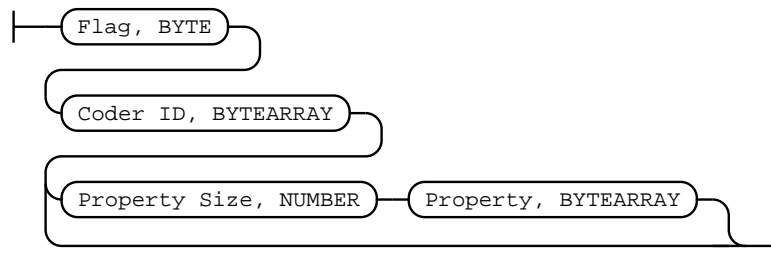 Flag, BYTE
Coder ID, BYTEARRAY
Property Size, NUMBER Property, BYTEARRAY